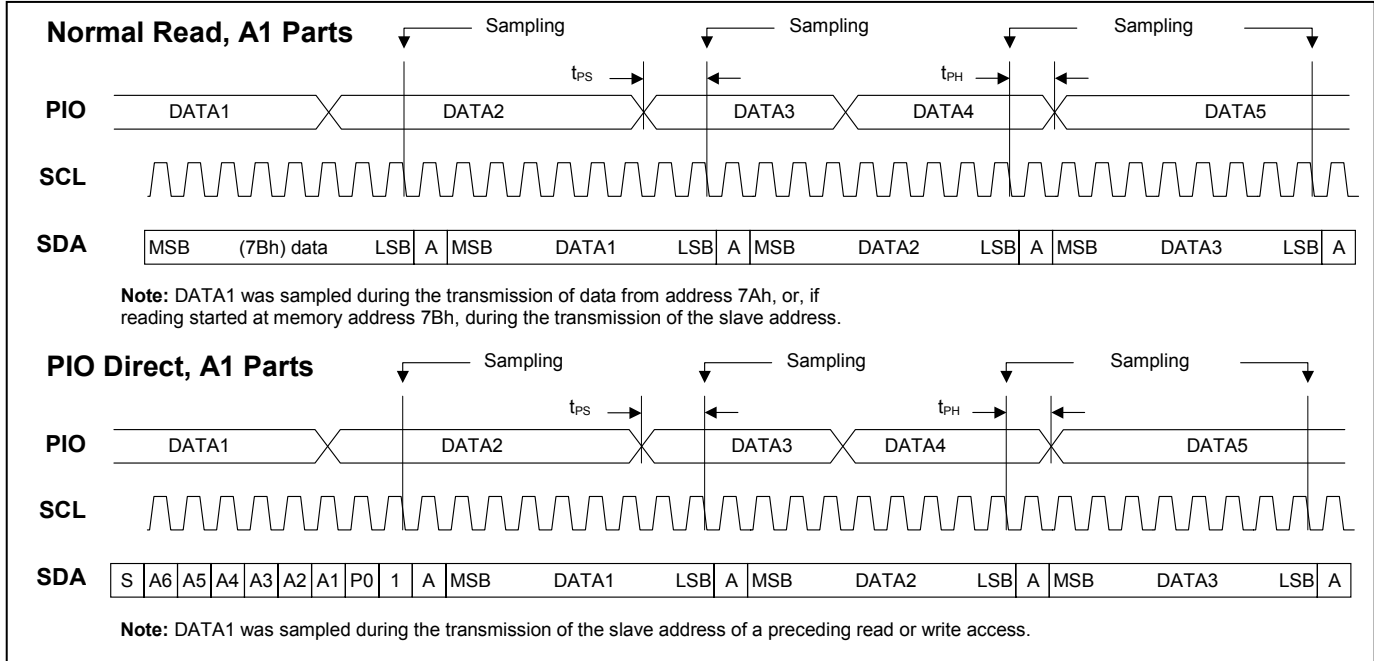 Normal Read, A1 Parts
Sampling Sampling Sampling
tPS tPH
PIO DATA1 DATA2 DATA3 DATA4 DATA5
SCL
SDA MSB (7Bh) data LSB A MSB DATA1 LSB A MSB DATA2 LSB A MSB DATA3 LSB A
Note: DATA1 was sampled during the transmission of data from address 7Ah, or, if
reading started at memory address 7Bh, during the transmission of the slave address.
PIO Direct, A1 Parts
Sampling Sampling Sampling
tPS tPH
PIO DATA1 DATA2 DATA3 DATA4 DATA5
SCL
SDA S A6 A5 A4 A3 A2 A1 P0 1 A MSB DATA1 LSB A MSB DATA2 LSB A MSB DATA3 LSB A
Note: DATA1 was sampled during the transmission of the slave address of a preceding read or write access.